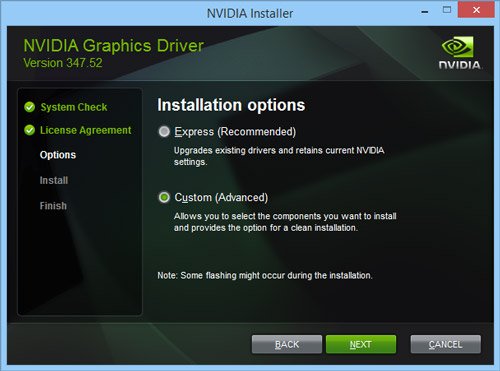 NVIDIA Installer
NVIDIA Graphics Driver
Version 347.52
NVIDIA.
System Check
License Agreement
Options
Install
Finish
Installation options
Express (Recommended)
Upgrades existing drivers and retains current NVIDIA
settings.
Custom (Advanced)
Allows you to select the components you want to install
and provides the option for a clean installation.
Note: Some flashing might occur during the installation.
BACK
NEXT
CANCEL